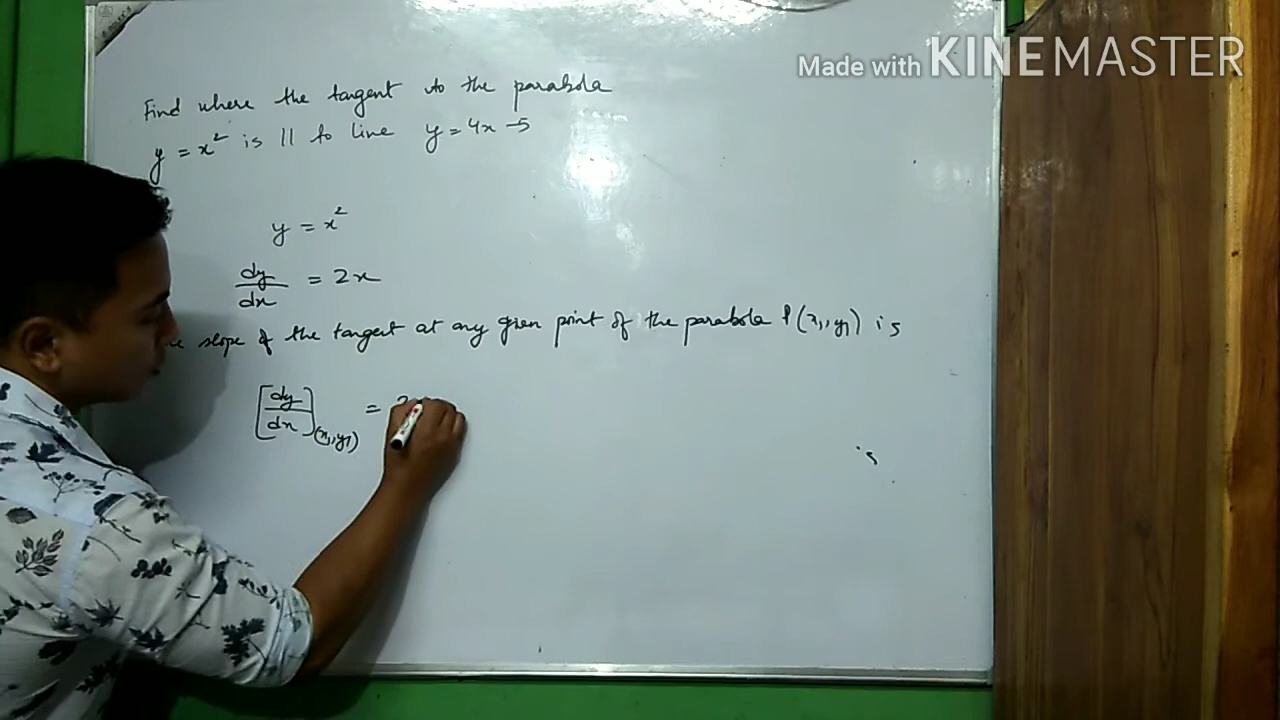 Made with KINEMASTER
Find where the tangent to the parabola
y = x² is || to line y = 4x - 5
y = x²
dy/dx = 2x
slope of the tangent at any given point of the parabola P(x₁, y₁) is
[dy/dx](x₁, y₁) = 2
is